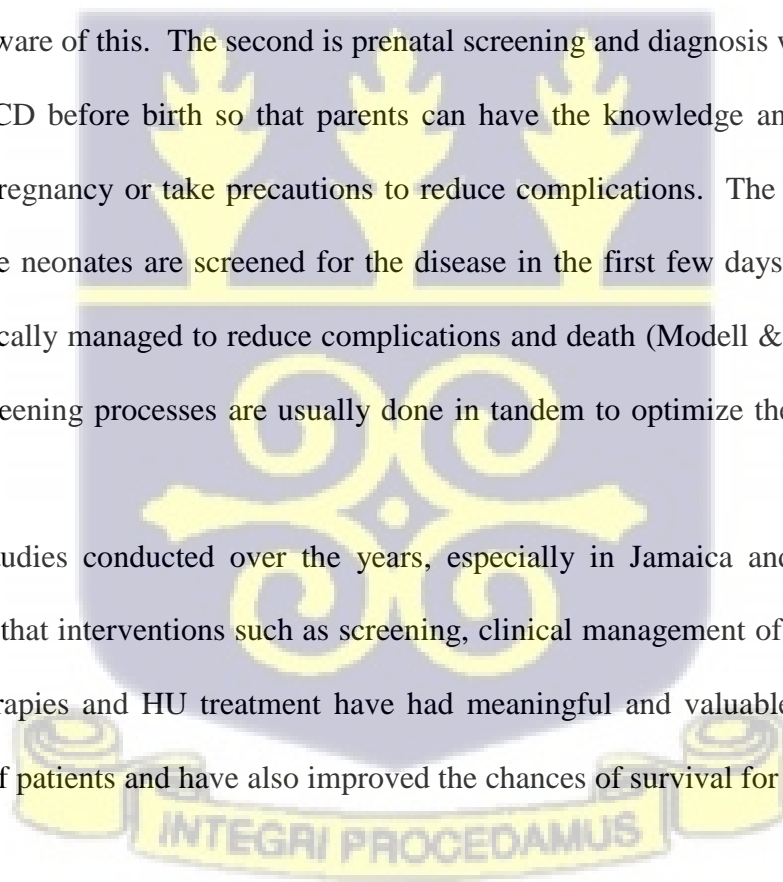 ware of this. The second is prenatal screening and diagnosis
CD before birth so that parents can have the knowledge an
regnancy or take precautions to reduce complications. The
e neonates are screened for the disease in the first few days
cally managed to reduce complications and death (Modell &
reening processes are usually done in tandem to optimize the
udies conducted over the years, especially in Jamaica and
that interventions such as screening, clinical management of
rapies and HU treatment have had meaningful and valuable
f patients and have also improved the chances of survival for
INTEGRI PROCEDAMUS